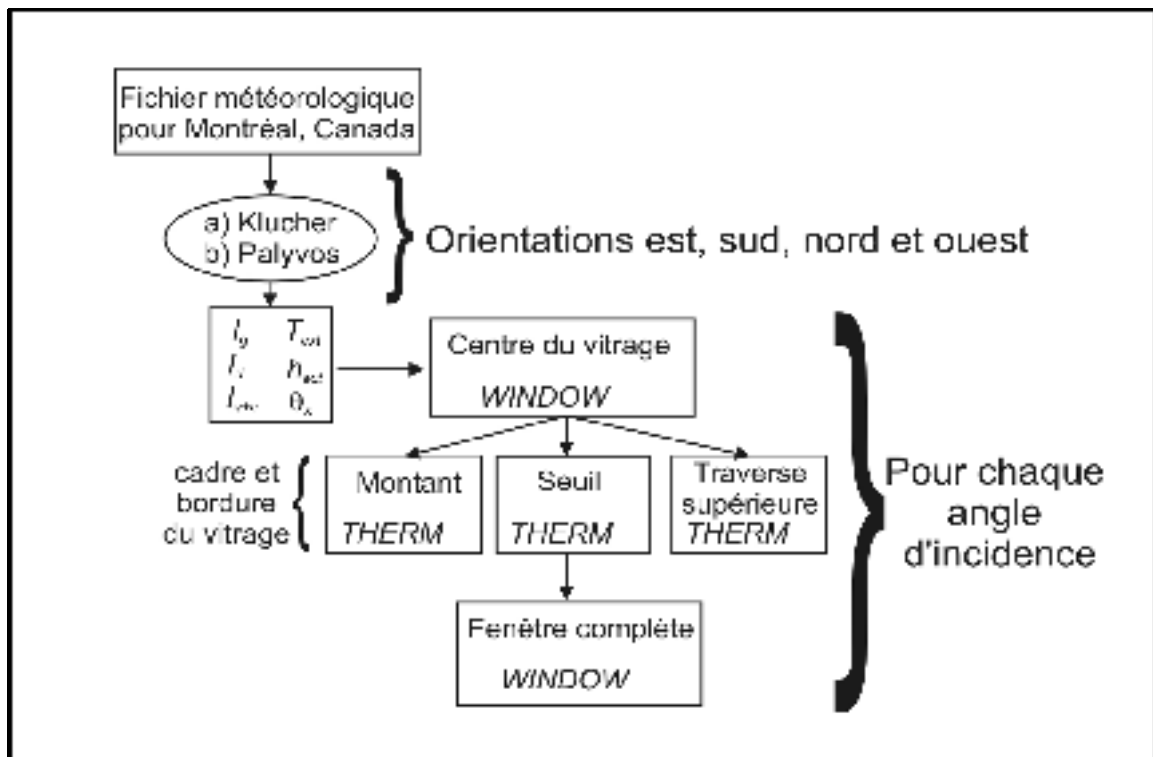 Fichier météorologique
pour Montréal, Canada
a) Klucher
b) Palyvos
Orientations est, sud, nord et ouest
Centre du vitrage
WINDOW
cadre et
bordure
du vitrage
Montant
THERM
Seuil
THERM
Traverse
supérieure
THERM
Pour chaque
angle
d'incidence
Fenêtre complète
WINDOW